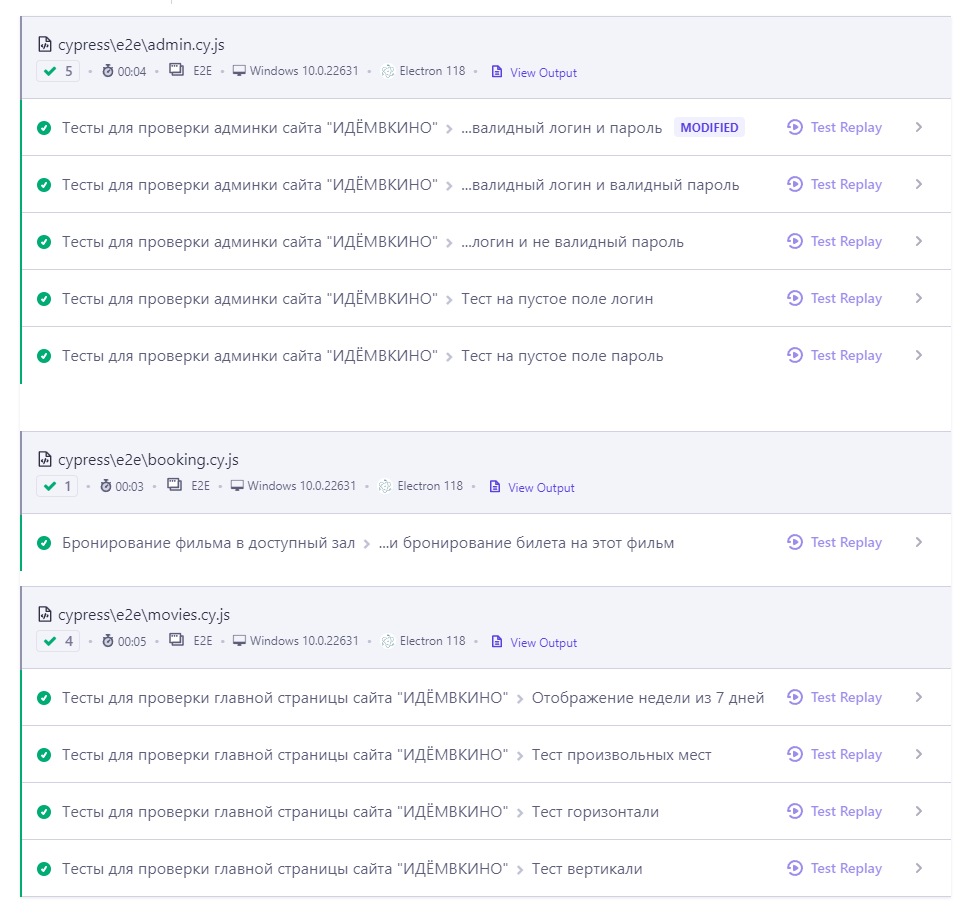 cypress\e2e\admin.cy.js
5 • 00:04 • E2E • Windows 10.0.22631 • Electron 118 • View Output
Тесты для проверки админки сайта "ИДЁМВКИНО" > ...валидный логин и пароль MODIFIED Test Replay
Тесты для проверки админки сайта "ИДЁМВКИНО" > ...валидный логин и валидный пароль Test Replay
Тесты для проверки админки сайта "ИДЁМВКИНО" > ...логин и не валидный пароль Test Replay
Тесты для проверки админки сайта "ИДЁМВКИНО" > Тест на пустое поле логин Test Replay
Тесты для проверки админки сайта "ИДЁМВКИНО" > Тест на пустое поле пароль Test Replay
cypress\e2e\booking.cy.js
1 • 00:03 • E2E • Windows 10.0.22631 • Electron 118 • View Output
Бронирование фильма в доступный зал > ...и бронирование билета на этот фильм Test Replay
cypress\e2e\movies.cy.js
4 • 00:05 • E2E • Windows 10.0.22631 • Electron 118 • View Output
Тесты для проверки главной страницы сайта "ИДЁМВКИНО" > Отображение недели из 7 дней Test Replay
Тесты для проверки главной страницы сайта "ИДЁМВКИНО" > Тест произвольных мест Test Replay
Тесты для проверки главной страницы сайта "ИДЁМВКИНО" > Тест горизонтали Test Replay
Тесты для проверки главной страницы сайта "ИДЁМВКИНО" > Тест вертикали Test Replay